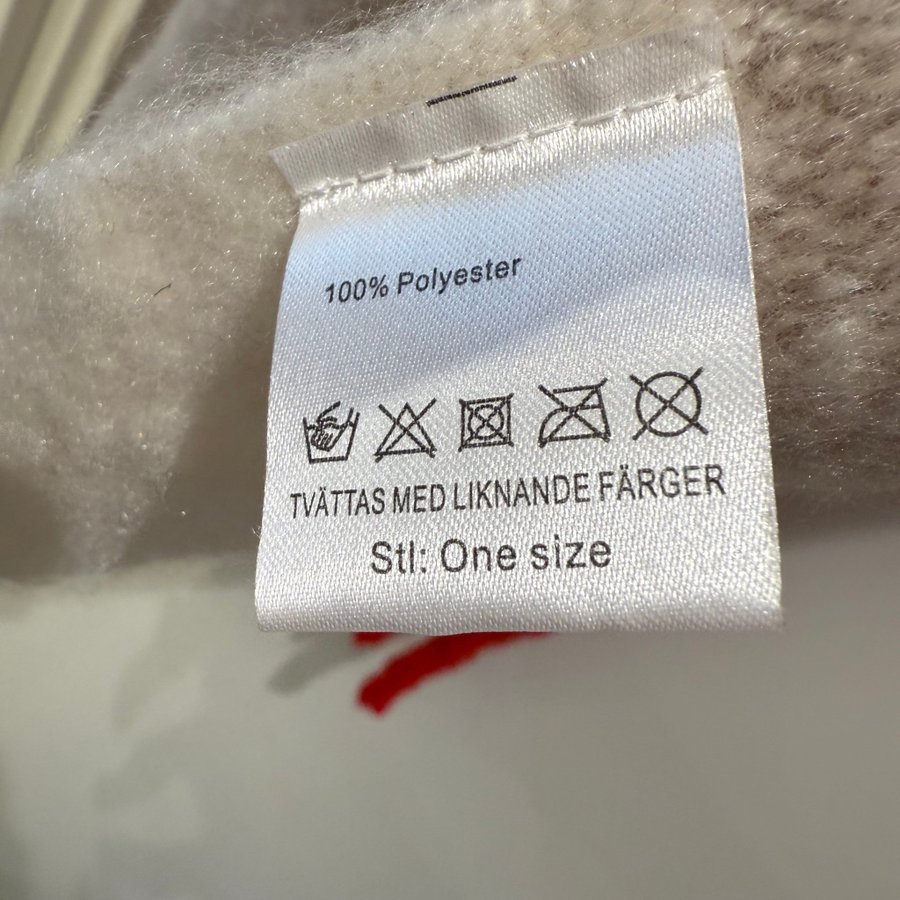 100% Polyester
TVÄTTAS MED LIKNANDE FÄRGER
Stl: One size